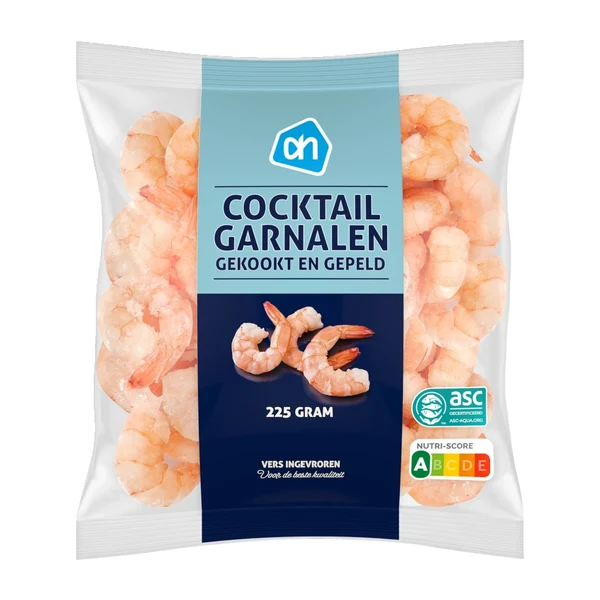 ah
COCKTAIL
GARNALEN
GEKOOKT EN GEPELD
225 GRAM
VERS INGEVROREN
Voor de beste kwaliteit
asc
GECERTIFICEERD
ASC-AQUA.ORG
NUTRI-SCORE
A B C D E